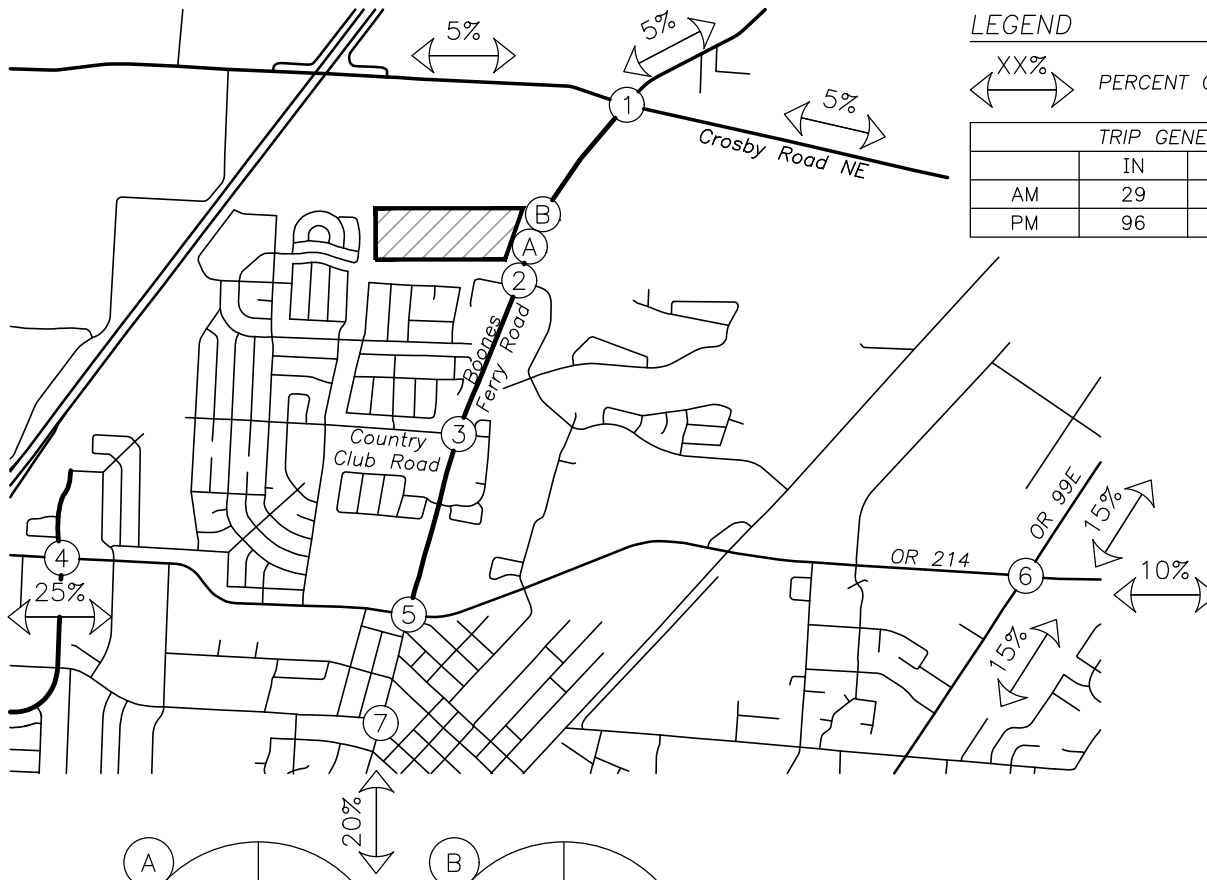 5%
5%
5%
LEGEND
XX%
PERCENT
TRIP GENE
IN
AM 29
PM 96
1
Crosby Road NE
B
A
2
Boones
Ferry Road
3
Country
Club Road
4
25%
OR 99E
15%
OR 214
6
10%
5
15%
7
20%
A
B